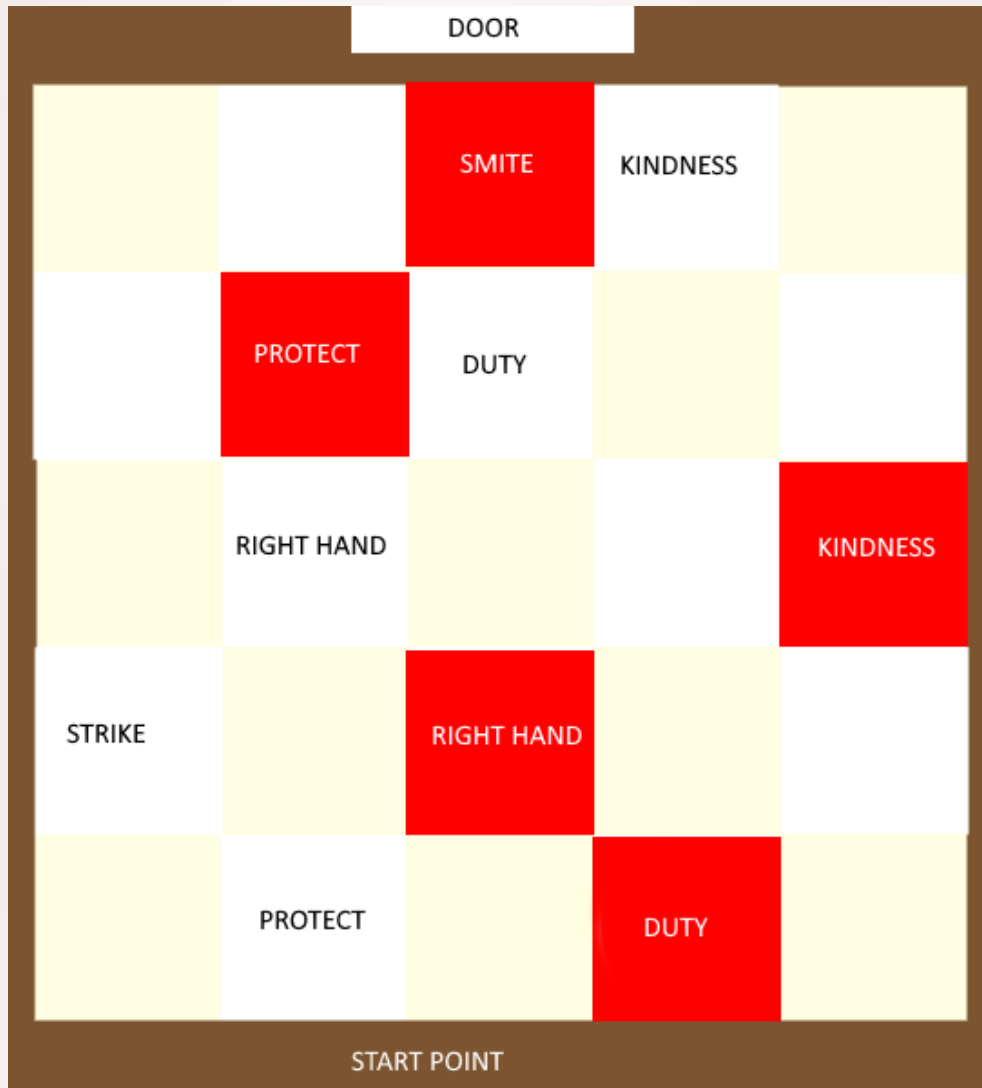 DOOR
SMITE
KINDNESS
PROTECT
DUTY
RIGHT HAND
KINDNESS
STRIKE
RIGHT HAND
PROTECT
DUTY
START POINT